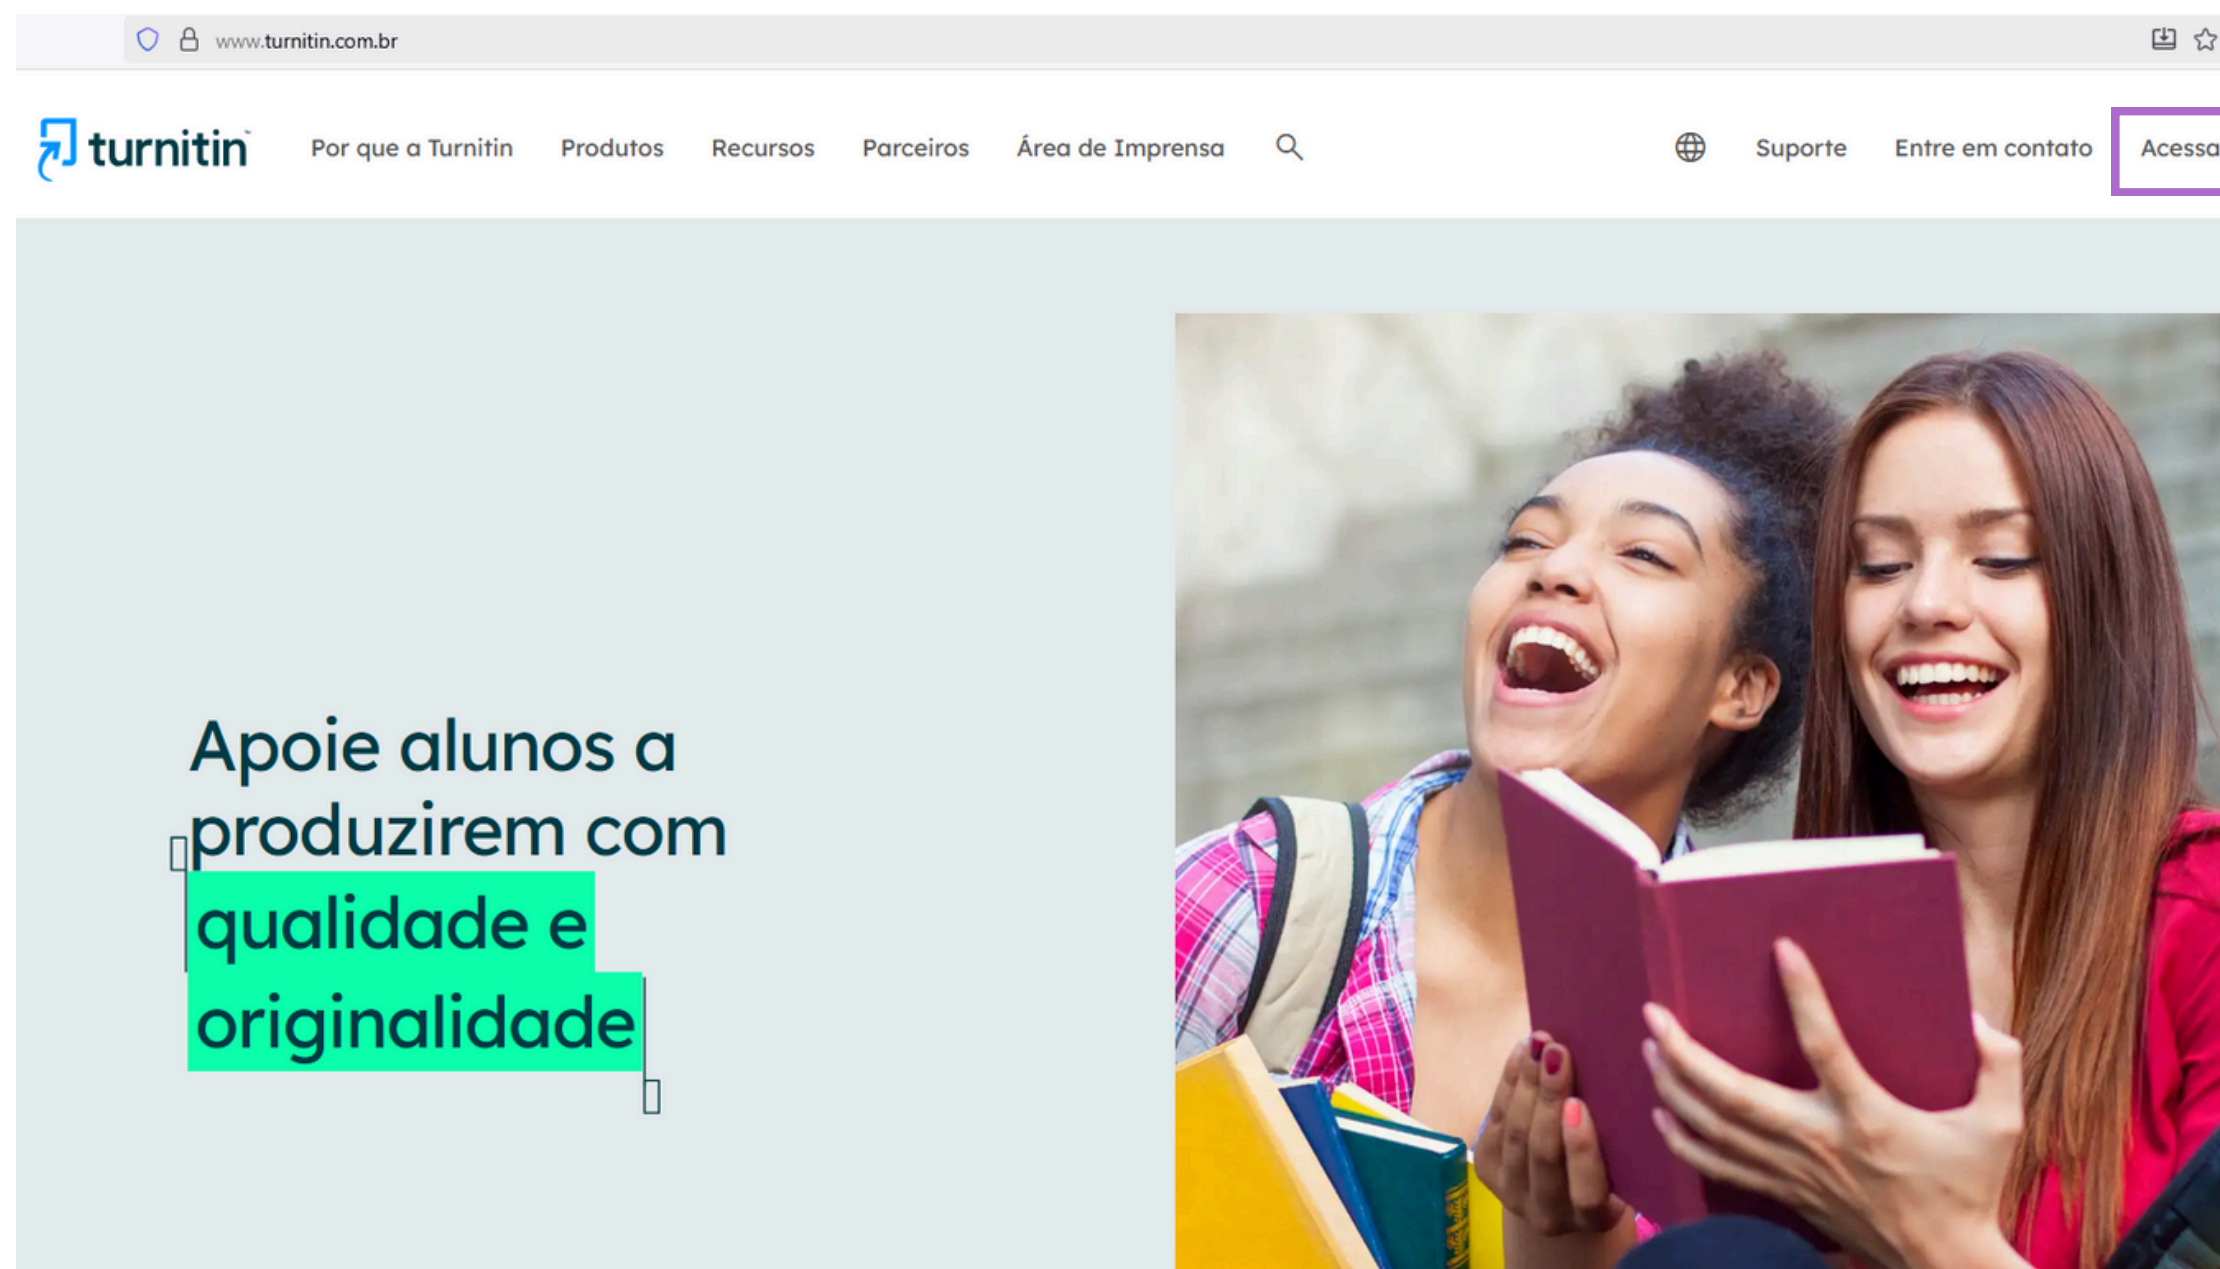 www.turnitin.com.br
turnitin
Por que a Turnitin
Produtos
Recursos
Parceiros
Área de Imprensa
Suporte
Entre em contato
Acessa
Apoie alunos a
produzirem com
qualidade e
originalidade